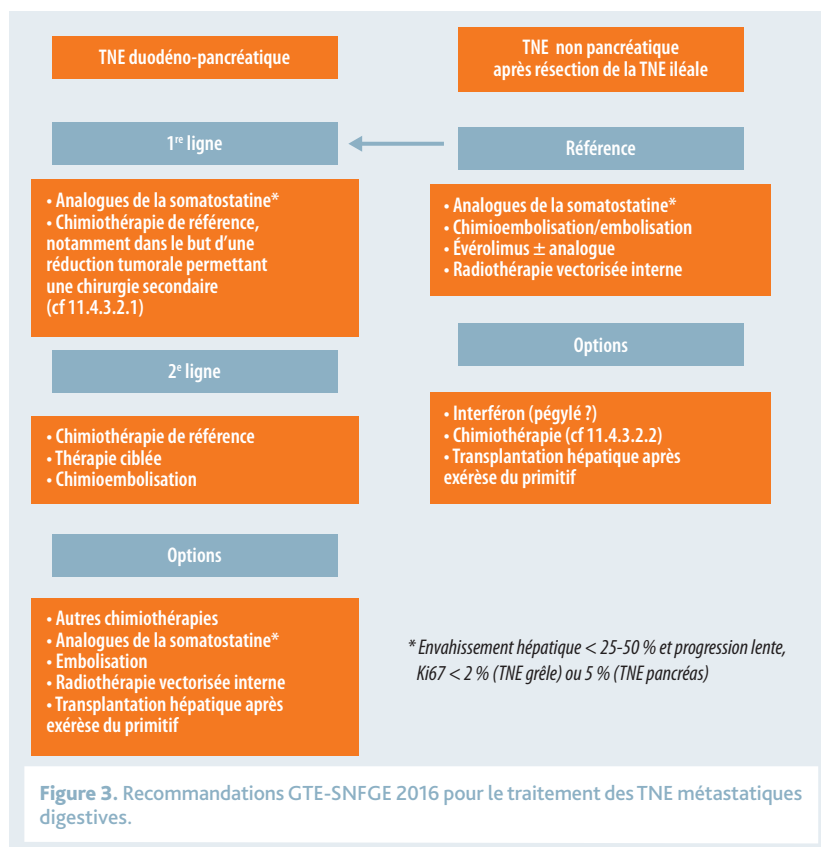 TNE duodéno-pancréatique
1re ligne
• Analogues de la somatostatine*
• Chimiothérapie de référence,
notamment dans le but d’une
réduction tumorale permettant
une chirurgie secondaire
(cf 11.4.3.2.1)
2e ligne
• Chimiothérapie de référence
• Thérapie ciblée
• Chimioembolisation
Options
• Autres chimiothérapies
• Analogues de la somatostatine*
• Embolisation
• Radiothérapie vectorisée interne
• Transplantation hépatique après
exérèse du primitif
TNE non pancréatique
après résection de la TNE iléale
Référence
• Analogues de la somatostatine*
• Chimioembolisation/embolisation
• Évérolimus ± analogue
• Radiothérapie vectorisée interne
Options
• Interféron (pégylé ?)
• Chimiothérapie (cf 11.4.3.2.2)
• Transplantation hépatique après
exérèse du primitif
* Envahissement hépatique < 25-50 % et progression lente,
Ki67 < 2 % (TNE grêle) ou 5 % (TNE pancréas)
Figure 3. Recommandations GTE-SNFGE 2016 pour le traitement des TNE métastatiques
digestives.